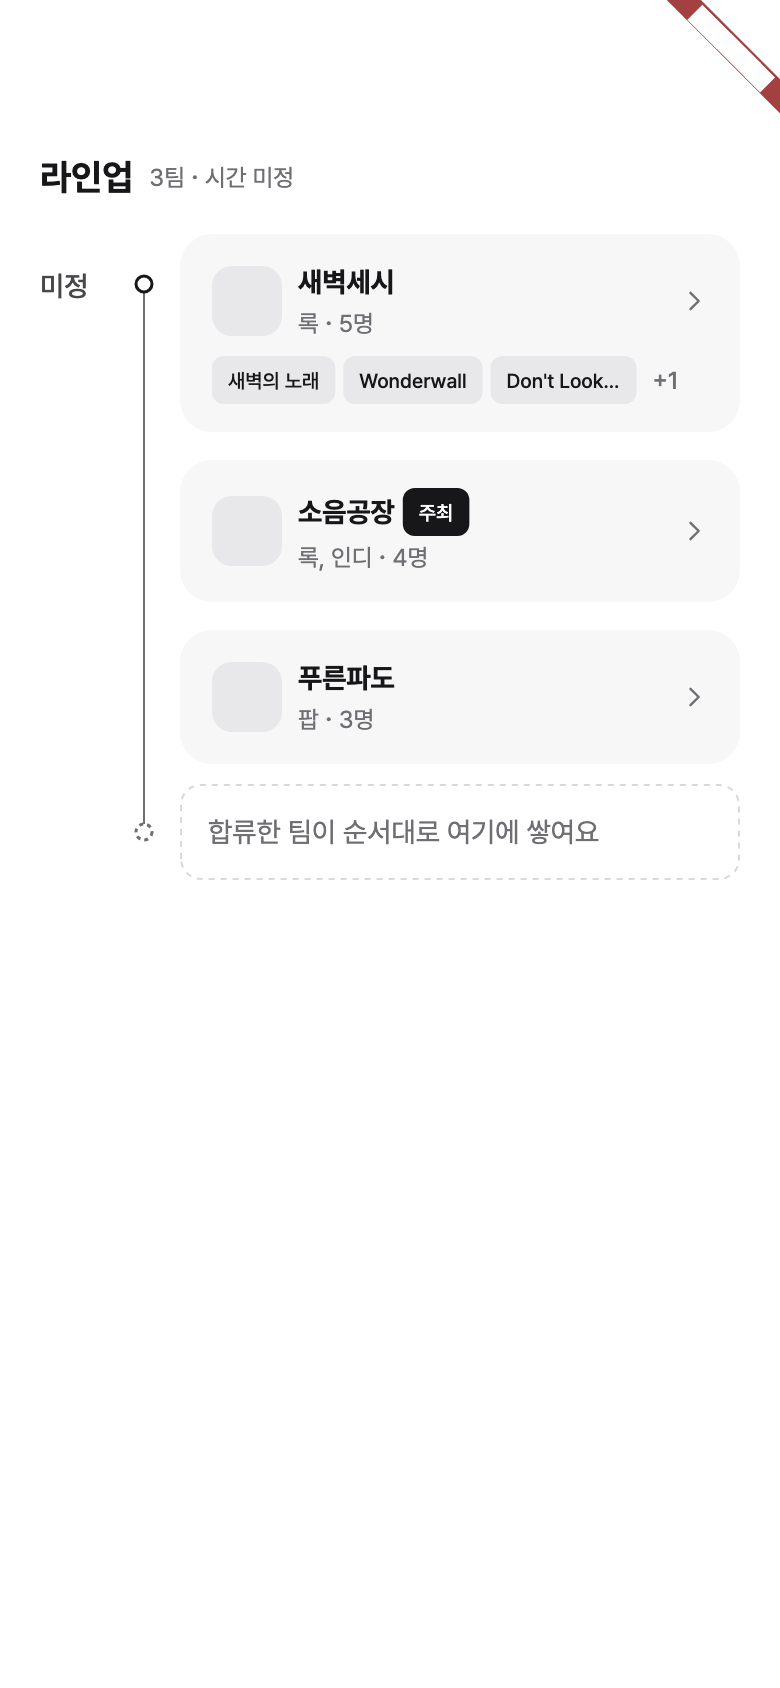 라인업 3팀 · 시간 미정
미정
새벽세시
록 · 5명
새벽의 노래 Wonderwall Don't Look... +1
소음공장 주최
록, 인디 · 4명
푸른파도
팝 · 3명
합류한 팀이 순서대로 여기에 쌓여요